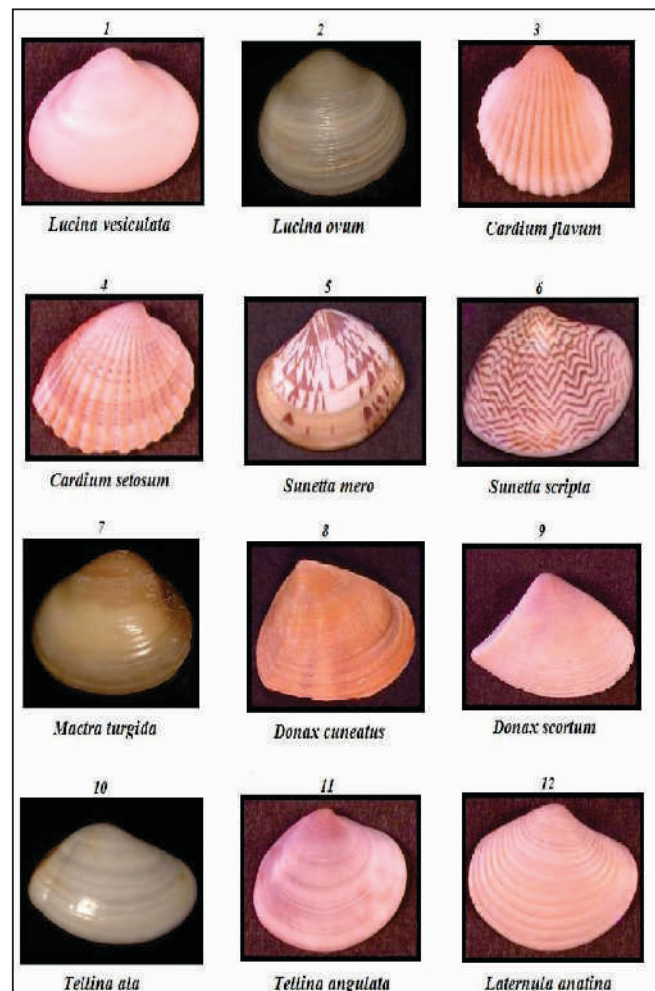 1 2 3
Lucina vesiculata Lucina ovum Cardium flavum
4 5 6
Cardium setosum Sunetta mero Sunetta scripta
7 8 9
Mactra turgida Donax cuneatus Donax scortum
10 11 12
Tellina ala Tellina angulata Laternula anatina